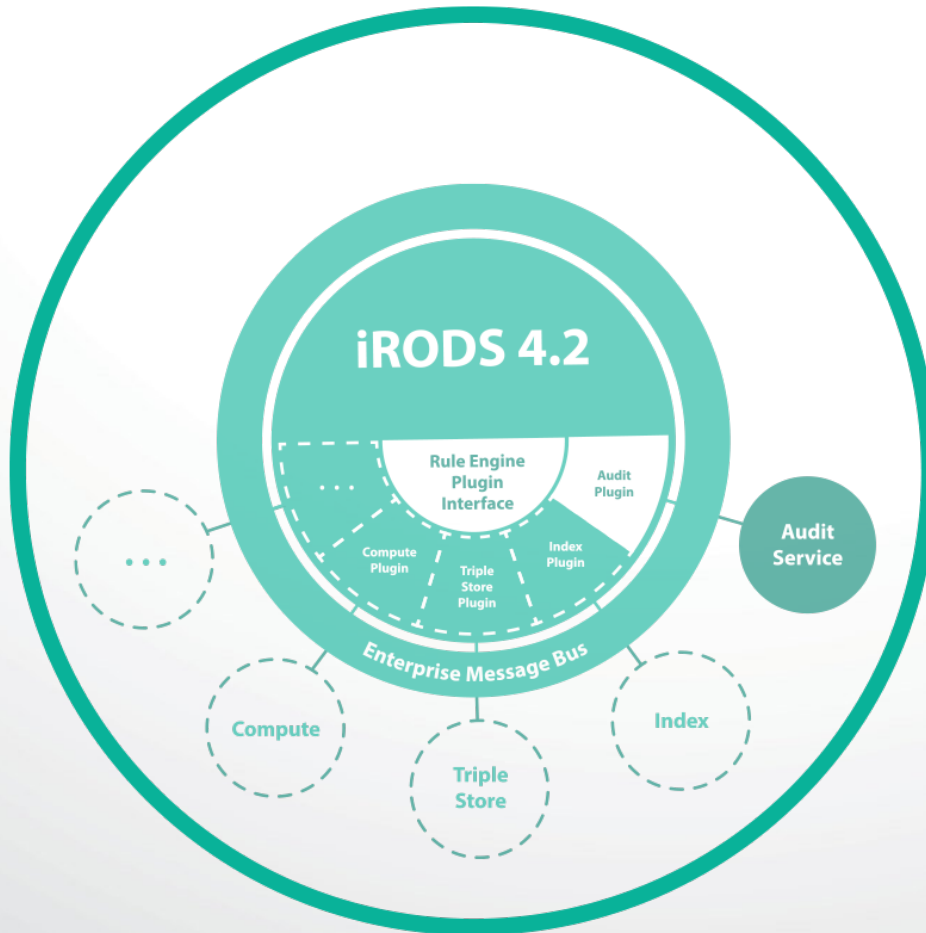 iRODS 4.2
Rule Engine
Plugin
Interface
Audit
Plugin
...
Compute
Plugin
Triple
Store
Plugin
Index
Plugin
Enterprise Message Bus
Audit
Service
...
Compute
Triple
Store
Index